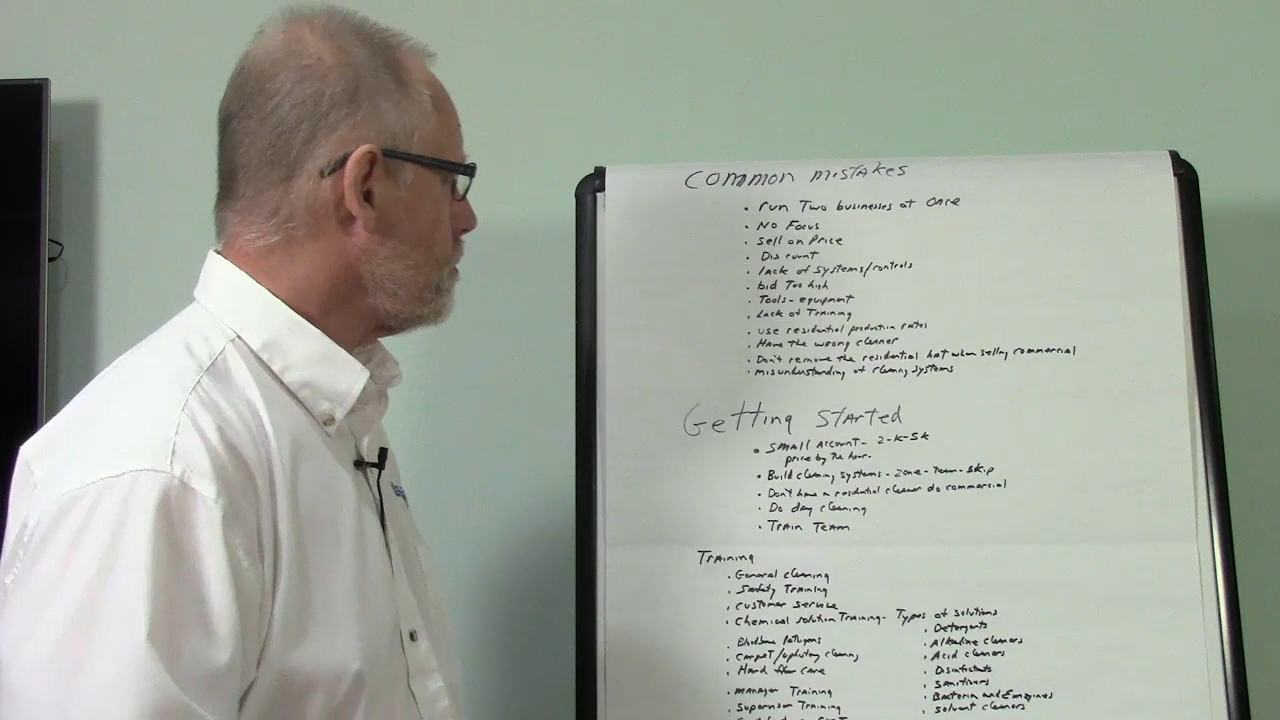 Common mistakes
• run Two businesses at Once
• No Focus
• Sell on Price
• Discount
• lack of systems/controls
• bid Too high
• Tools - equipment
• Lack of Training
• use residential production rates
• Have the wrong cleaner
• Don't remove the residential hat when selling commercial
• misunderstanding of cleaning systems
Getting Started
• Small Account - 2-K-5k
price by the hour-
• Build cleaning systems - zone - team - skip
• Don't have a residential cleaner do commercial
• Do day cleaning
• Train Team
Training
• General cleaning
• Safety Training
• Customer Service
• Chemical solution Training - Types of solutions
• Detergents
• Alkaline cleaners
• Acid cleaners
• Disinfectants
• Sanitizers
• Bacteria and Enzymes
• Solvent cleaners
• Bloodborne Pathogens
• Carpet/upholstery cleaning
• Hard floor care
• Manager Training
• Supervisor Training